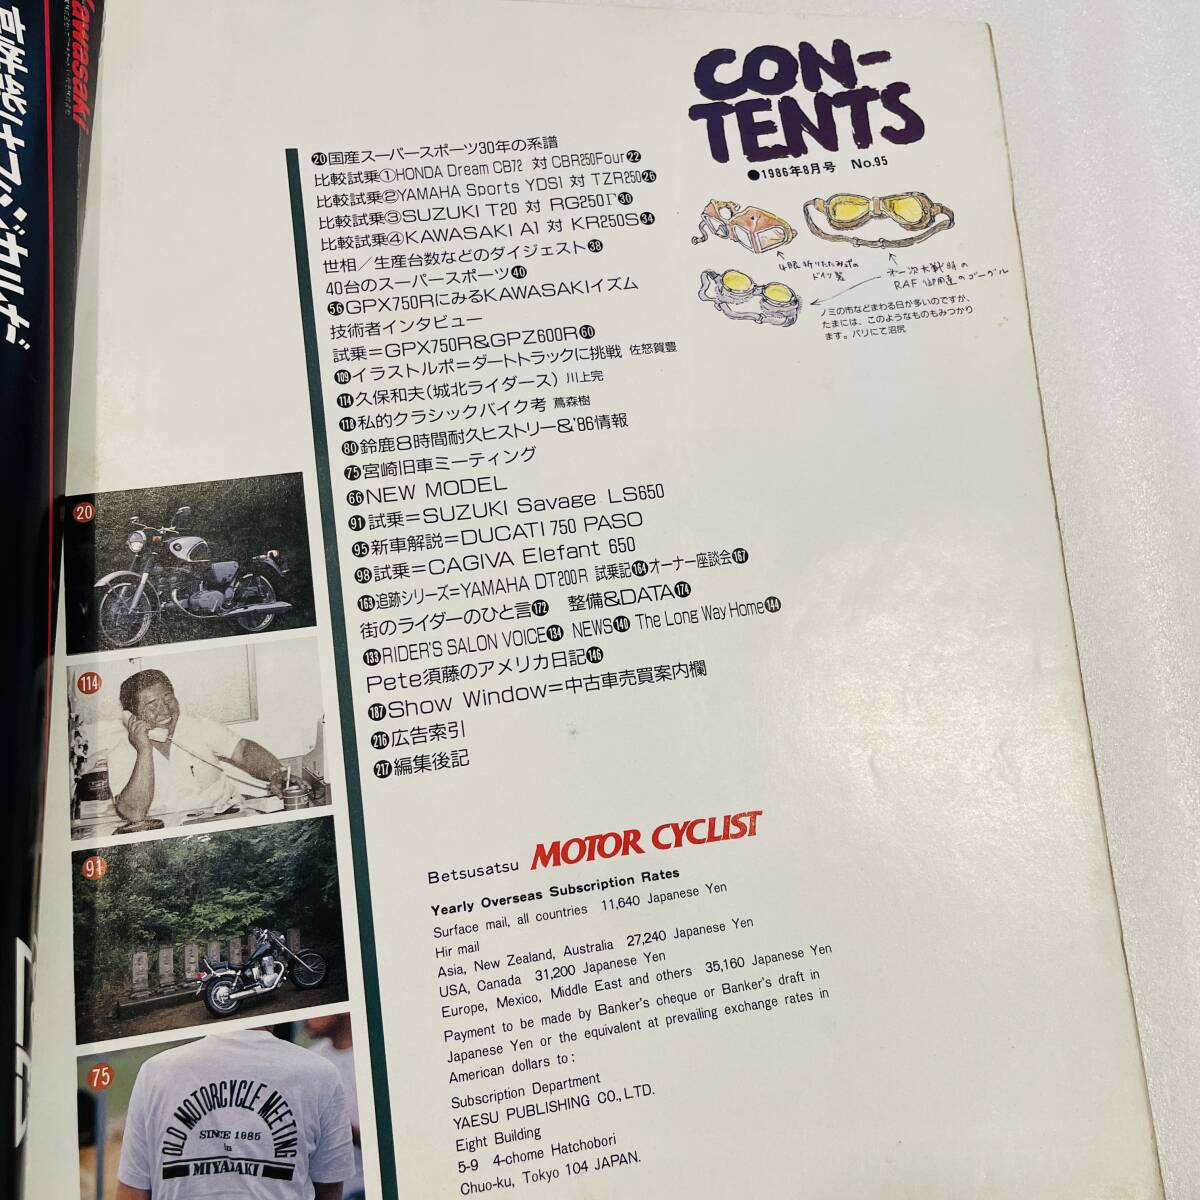 Kawasaki
CON-
TENTS
●1986年8月号 No.95
⑳国産スーパースポーツ30年の系譜
比較試乗①HONDA Dream CB72 対 CBR250Four㉒
比較試乗②YAMAHA Sports YDS1 対 TZR250㉖
比較試乗③SUZUKI T20 対 RG250Γ㉚
比較試乗④KAWASAKI A1 対 KR250S㉞
世相/生産台数などのダイジェスト㊳
40台のスーパースポーツ㊵
56GPX750RにみるKAWASAKIイズム
技術者インタビュー
試乗=GPX750R&GPZ600R60
109イラストルポ=ダートトラックに挑戦 佐怒賀豊
114久保和夫(城北ライダース) 川上完
118私的クラシックバイク考 蔦森樹
80鈴鹿8時間耐久ヒストリー&'86情報
75宮崎旧車ミーティング
66NEW MODEL
91試乗=SUZUKI Savage LS650
95新車解説=DUCATI 750 PASO
98試乗=CAGIVA Elefant 650
163追跡シリーズ=YAMAHA DT200R 試乗記164オーナー座談会167
街のライダーのひと言172 整備&DATA174
133RIDER'S SALON VOICE134 NEWS140 The Long Way Home144
Pete須藤のアメリカ日記146
187Show Window=中古車売買案内欄
216広告索引
217編集後記
4眼折りたたみ式の
ドイツ製
オ一次大戦時の
RAF御用達のゴーグル
ノミの市などまわる日が多いのですが、
たまには、このようなものもみつかり
ます。パリにて沼尻
20
114
91
75
OLD MOTORCYCLE MEETING
SINCE 1985
in
MIYAZAKI
Betsusatsu MOTOR CYCLIST
Yearly Overseas Subscription Rates
Surface mail, all countries 11,640 Japanese Yen
Hir mail
Asia, New Zealand, Australia 27,240 Japanese Yen
USA, Canada 31,200 Japanese Yen
Europe, Mexico, Middle East and others 35,160 Japanese Yen
Payment to be made by Banker's cheque or Banker's draft in
Japanese Yen or the equivalent at prevailing exchange rates in
American dollars to:
Subscription Department
YAESU PUBLISHING CO., LTD.
Eight Building
5-9 4-chome Hatchobori
Chuo-ku, Tokyo 104 JAPAN.